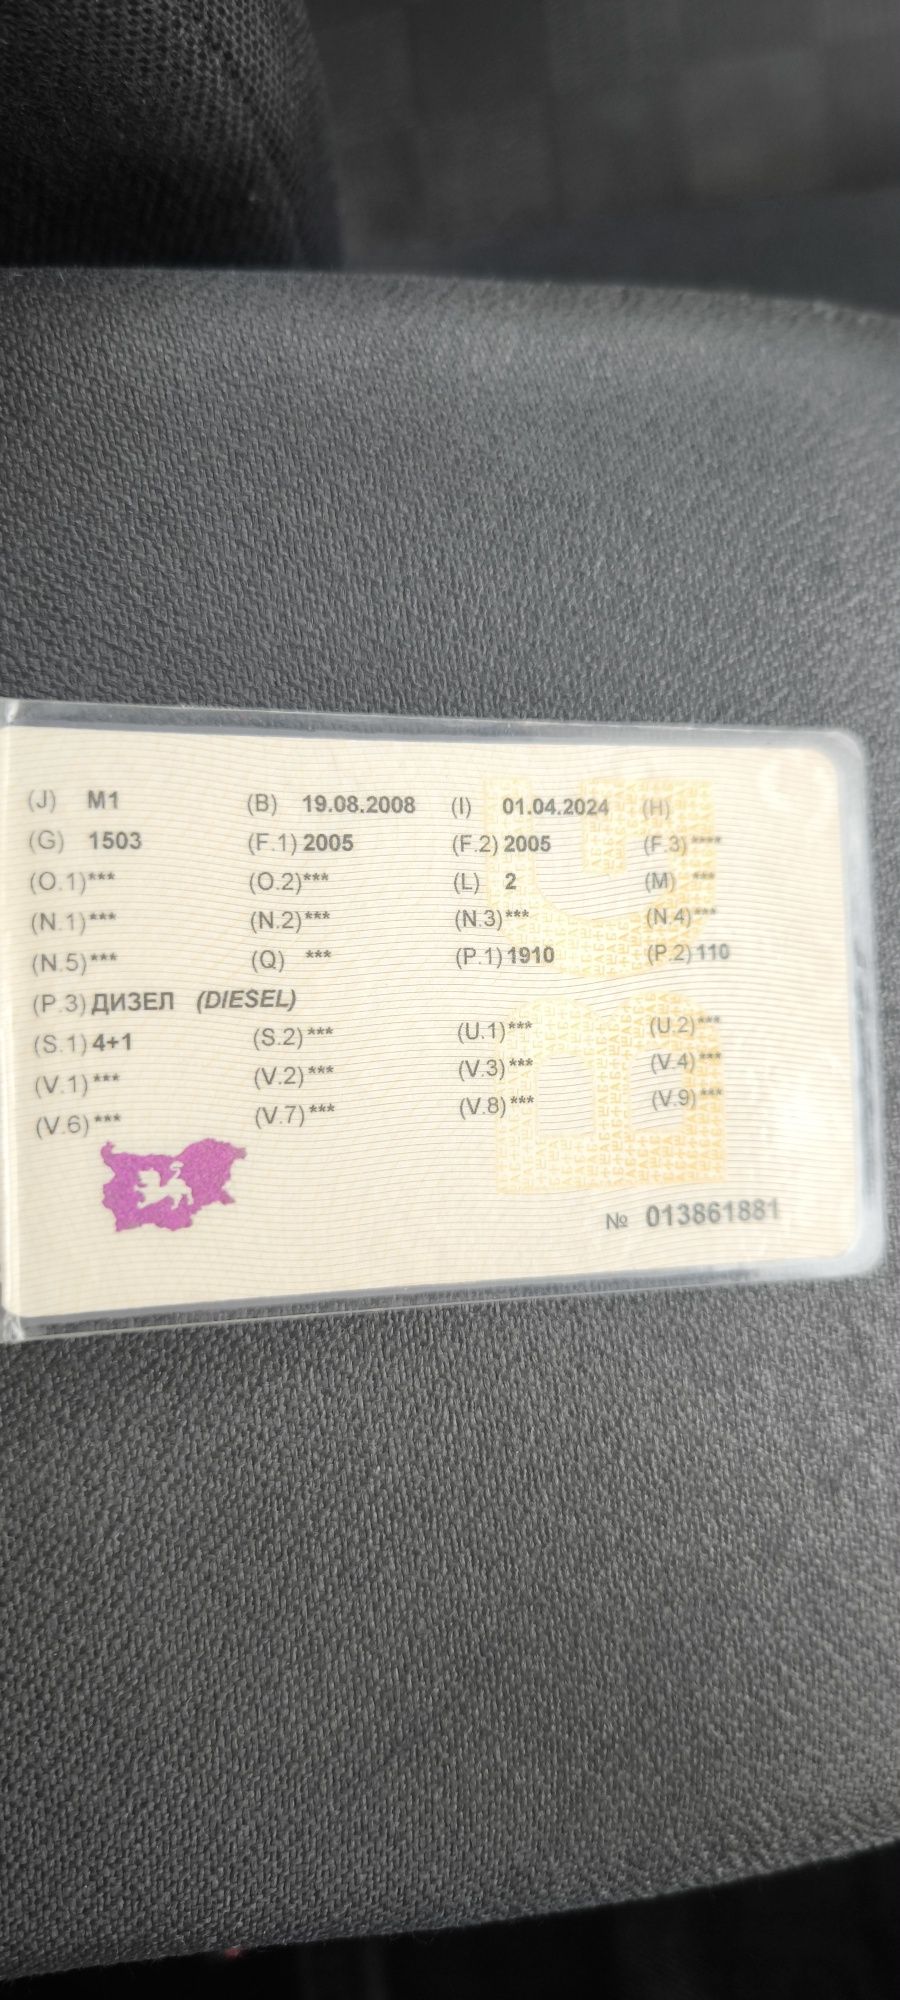 (J) M1 (B) 19.08.2008 (I) 01.04.2024 (H)
(G) 1503 (F.1) 2005 (F.2) 2005 (F.3) ****
(O.1) *** (O.2) *** (L) 2 (M) ***
(N.1) *** (N.2) *** (N.3) *** (N.4) ***
(N.5) *** (Q) *** (P.1) 1910 (P.2) 110
(P.3) ДИЗЕЛ (DIESEL)
(S.1) 4+1 (S.2) *** (U.1) *** (U.2) ***
(V.1) *** (V.2) *** (V.3) *** (V.4) ***
(V.6) *** (V.7) *** (V.8) *** (V.9) ***
№ 013861881